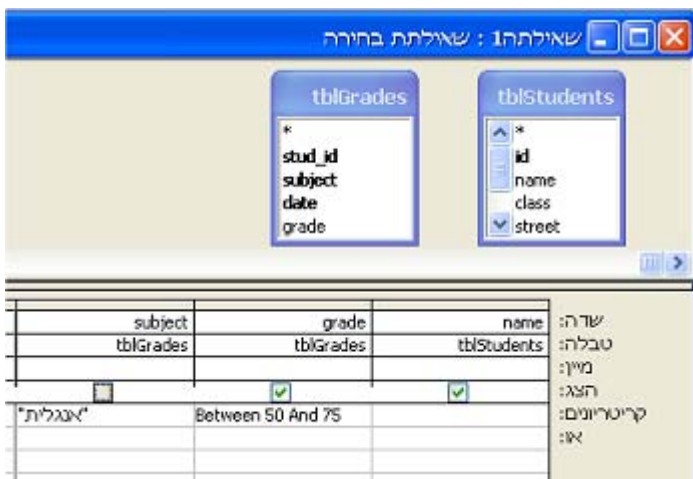 שאילתה1 : שאילתת בחירה
tblStudents
*
id
name
class
street
tblGrades
*
stud_id
subject
date
grade
שדה: name grade subject
טבלה: tblStudents tblGrades tblGrades
מיין:
הצג:
קריטריונים: Between 50 And 75 "אנגלית"
או: